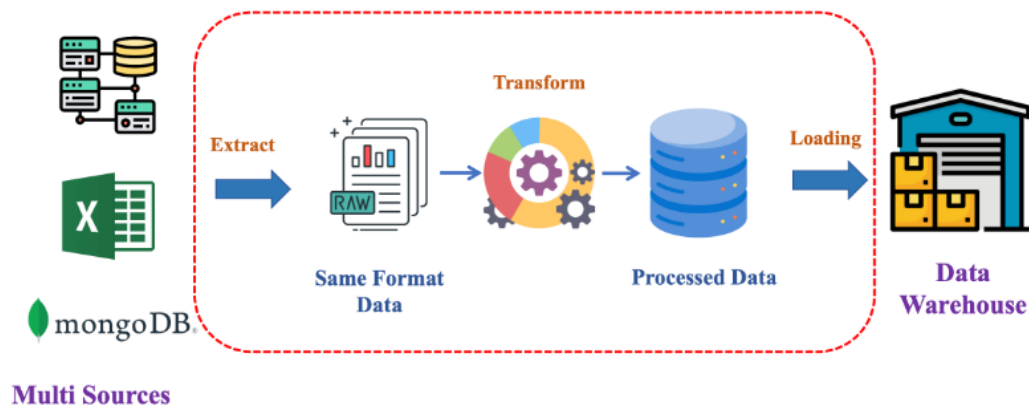 Transform
Extract
Loading
RAW
X
mongoDB®
Same Format
Data
Processed Data
Data
Warehouse
Multi Sources